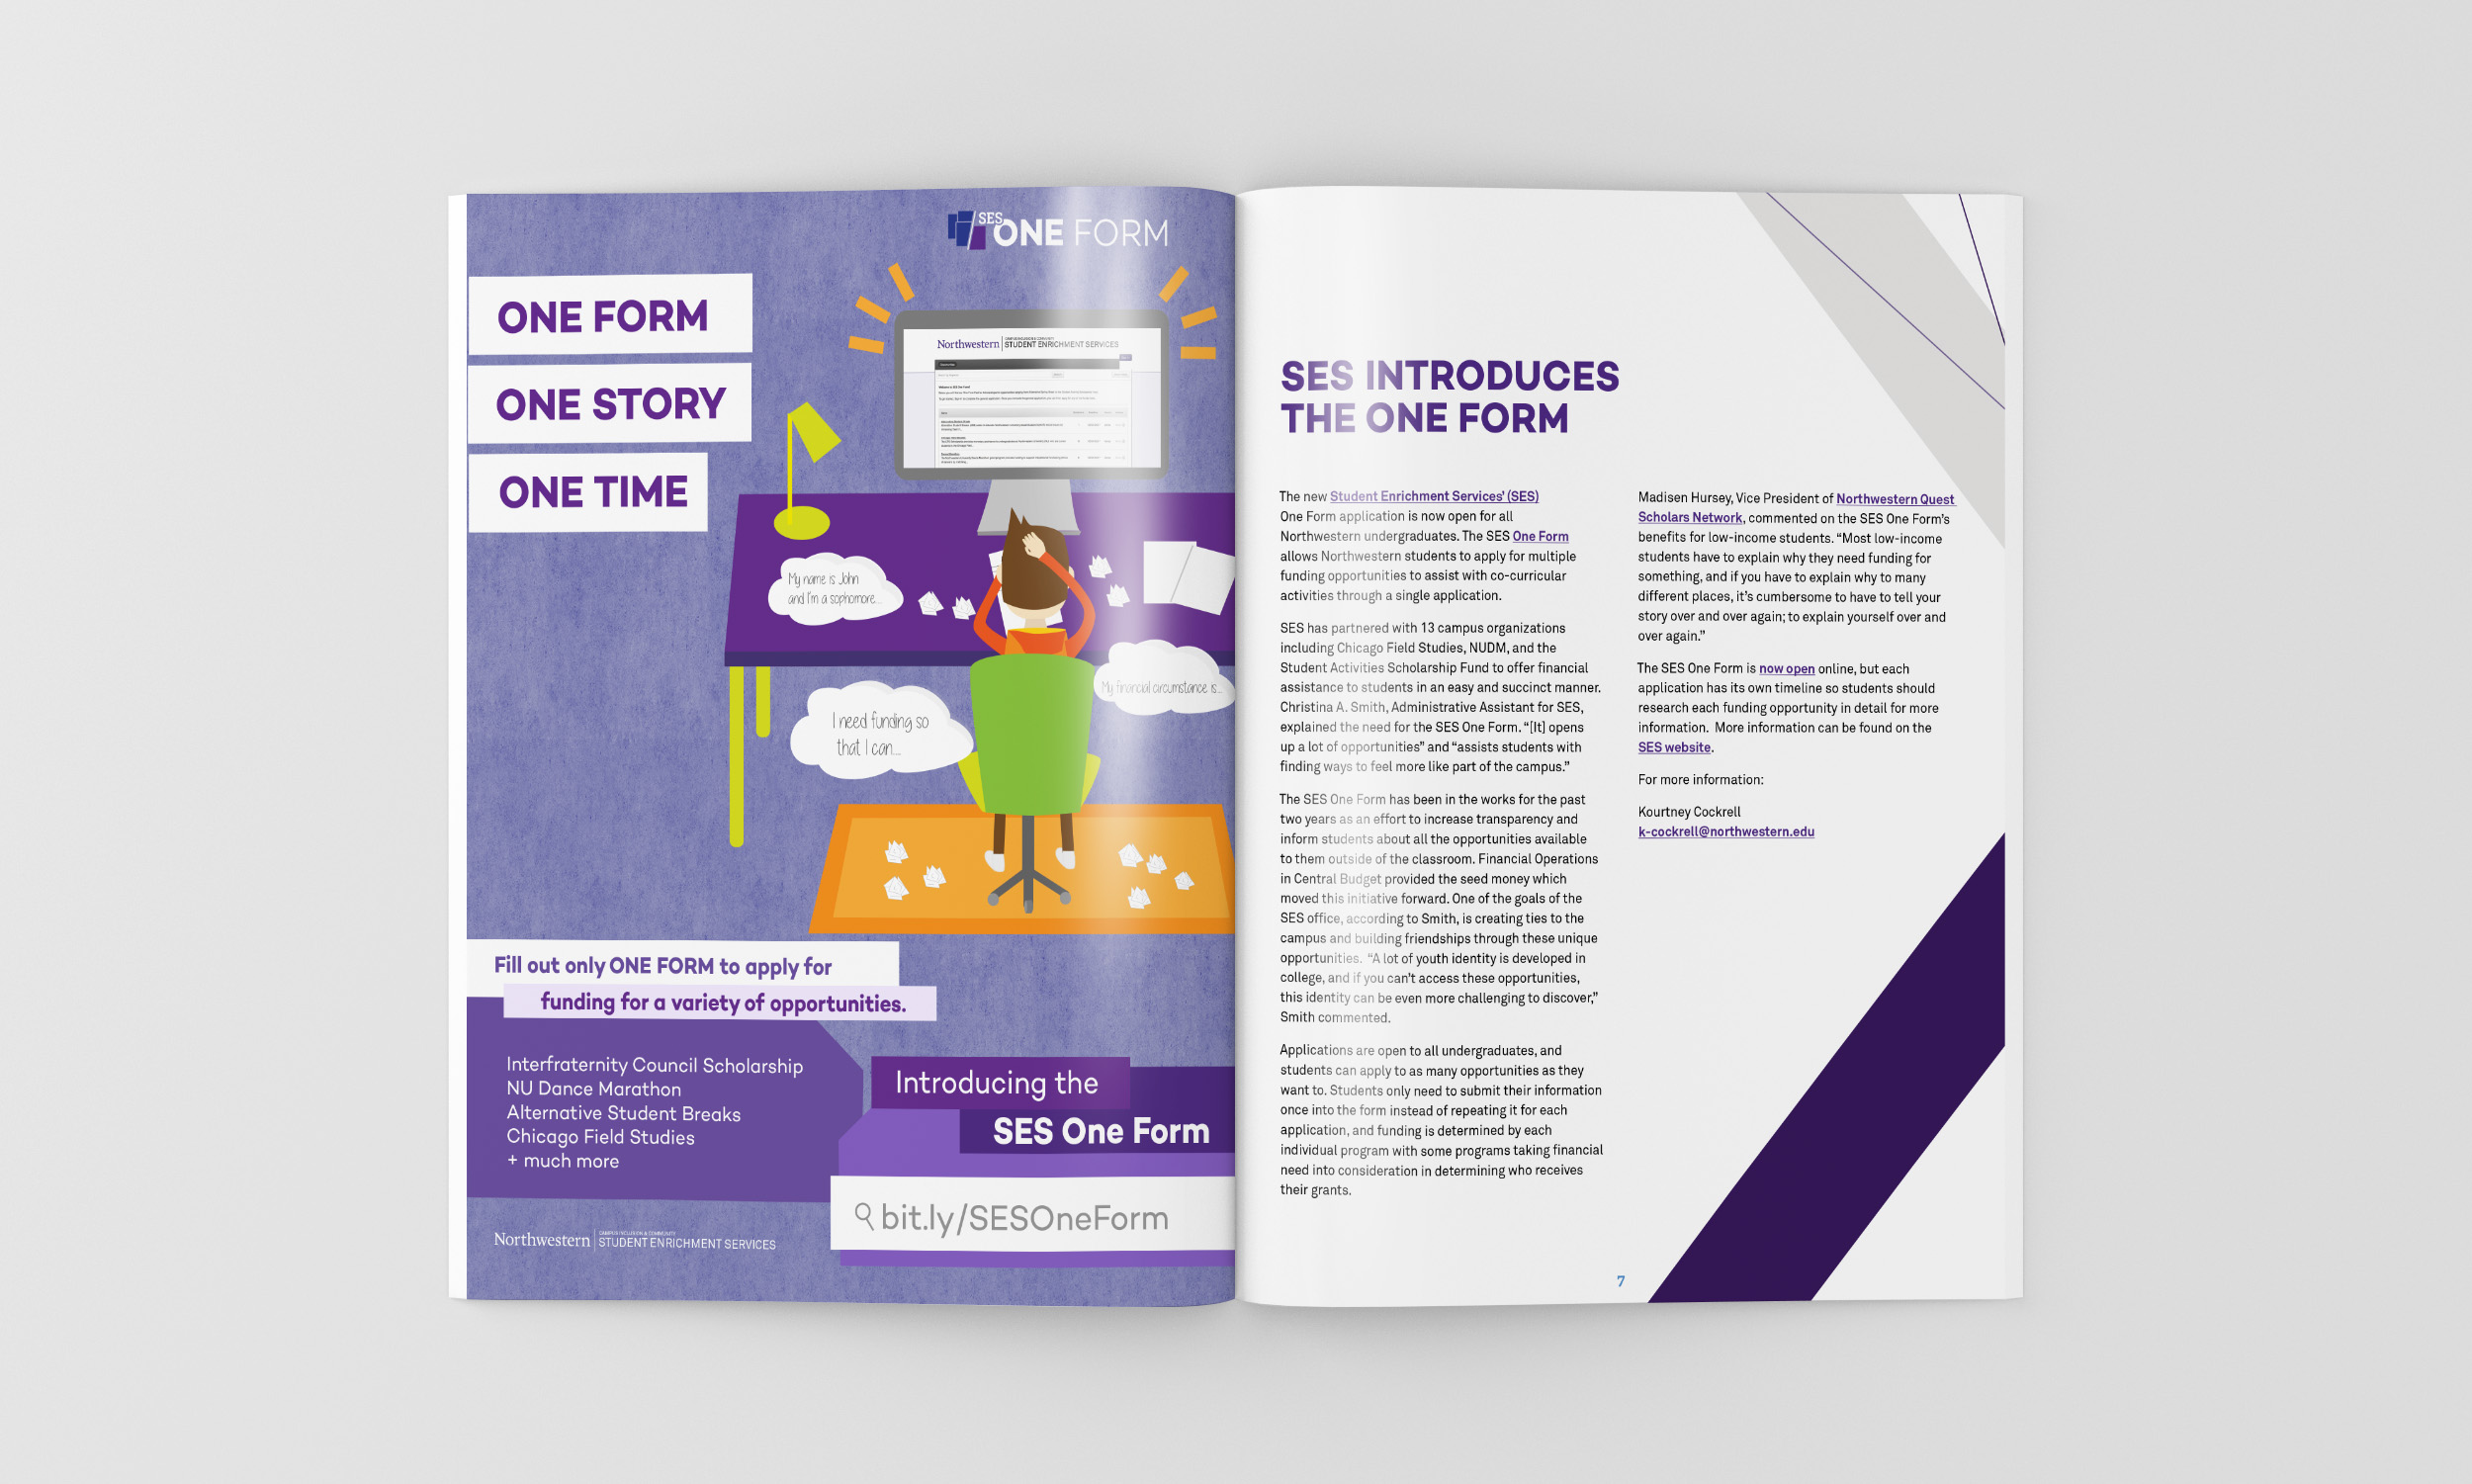 SES
ONE FORM
ONE FORM
ONE STORY
ONE TIME
Northwestern
STUDENT ENRICHMENT SERVICES
My name is John
and I'm a sophomore...
My financial circumstance is...
I need funding so
that I can...
Fill out only ONE FORM to apply for
funding for a variety of opportunities.
Interfraternity Council Scholarship
NU Dance Marathon
Alternative Student Breaks
Chicago Field Studies
+ much more
Introducing the
SES One Form
bit.ly/SESOneForm
Northwestern
CAMPUS INCLUSION & COMMUNITY
STUDENT ENRICHMENT SERVICES
SES INTRODUCES
THE ONE FORM
The new Student Enrichment Services' (SES)
One Form application is now open for all
Northwestern undergraduates. The SES One Form
allows Northwestern students to apply for multiple
funding opportunities to assist with co-curricular
activities through a single application.
SES has partnered with 13 campus organizations
including Chicago Field Studies, NUDM, and the
Student Activities Scholarship Fund to offer financial
assistance to students in an easy and succinct manner.
Christina A. Smith, Administrative Assistant for SES,
explained the need for the SES One Form. “[It] opens
up a lot of opportunities” and “assists students with
finding ways to feel more like part of the campus.”
The SES One Form has been in the works for the past
two years as an effort to increase transparency and
inform students about all the opportunities available
to them outside of the classroom. Financial Operations
in Central Budget provided the seed money which
moved this initiative forward. One of the goals of the
SES office, according to Smith, is creating ties to the
campus and building friendships through these unique
opportunities. “A lot of youth identity is developed in
college, and if you can't access these opportunities,
this identity can be even more challenging to discover,”
Smith commented.
Applications are open to all undergraduates, and
students can apply to as many opportunities as they
want to. Students only need to submit their information
once into the form instead of repeating it for each
application, and funding is determined by each
individual program with some programs taking financial
need into consideration in determining who receives
their grants.
Madisen Hursey, Vice President of Northwestern Quest
Scholars Network, commented on the SES One Form's
benefits for low-income students. “Most low-income
students have to explain why they need funding for
something, and if you have to explain why to many
different places, it's cumbersome to have to tell your
story over and over again; to explain yourself over and
over again.”
The SES One Form is now open online, but each
application has its own timeline so students should
research each funding opportunity in detail for more
information. More information can be found on the
SES website.
For more information:
Kourtney Cockrell
k-cockrell@northwestern.edu
7